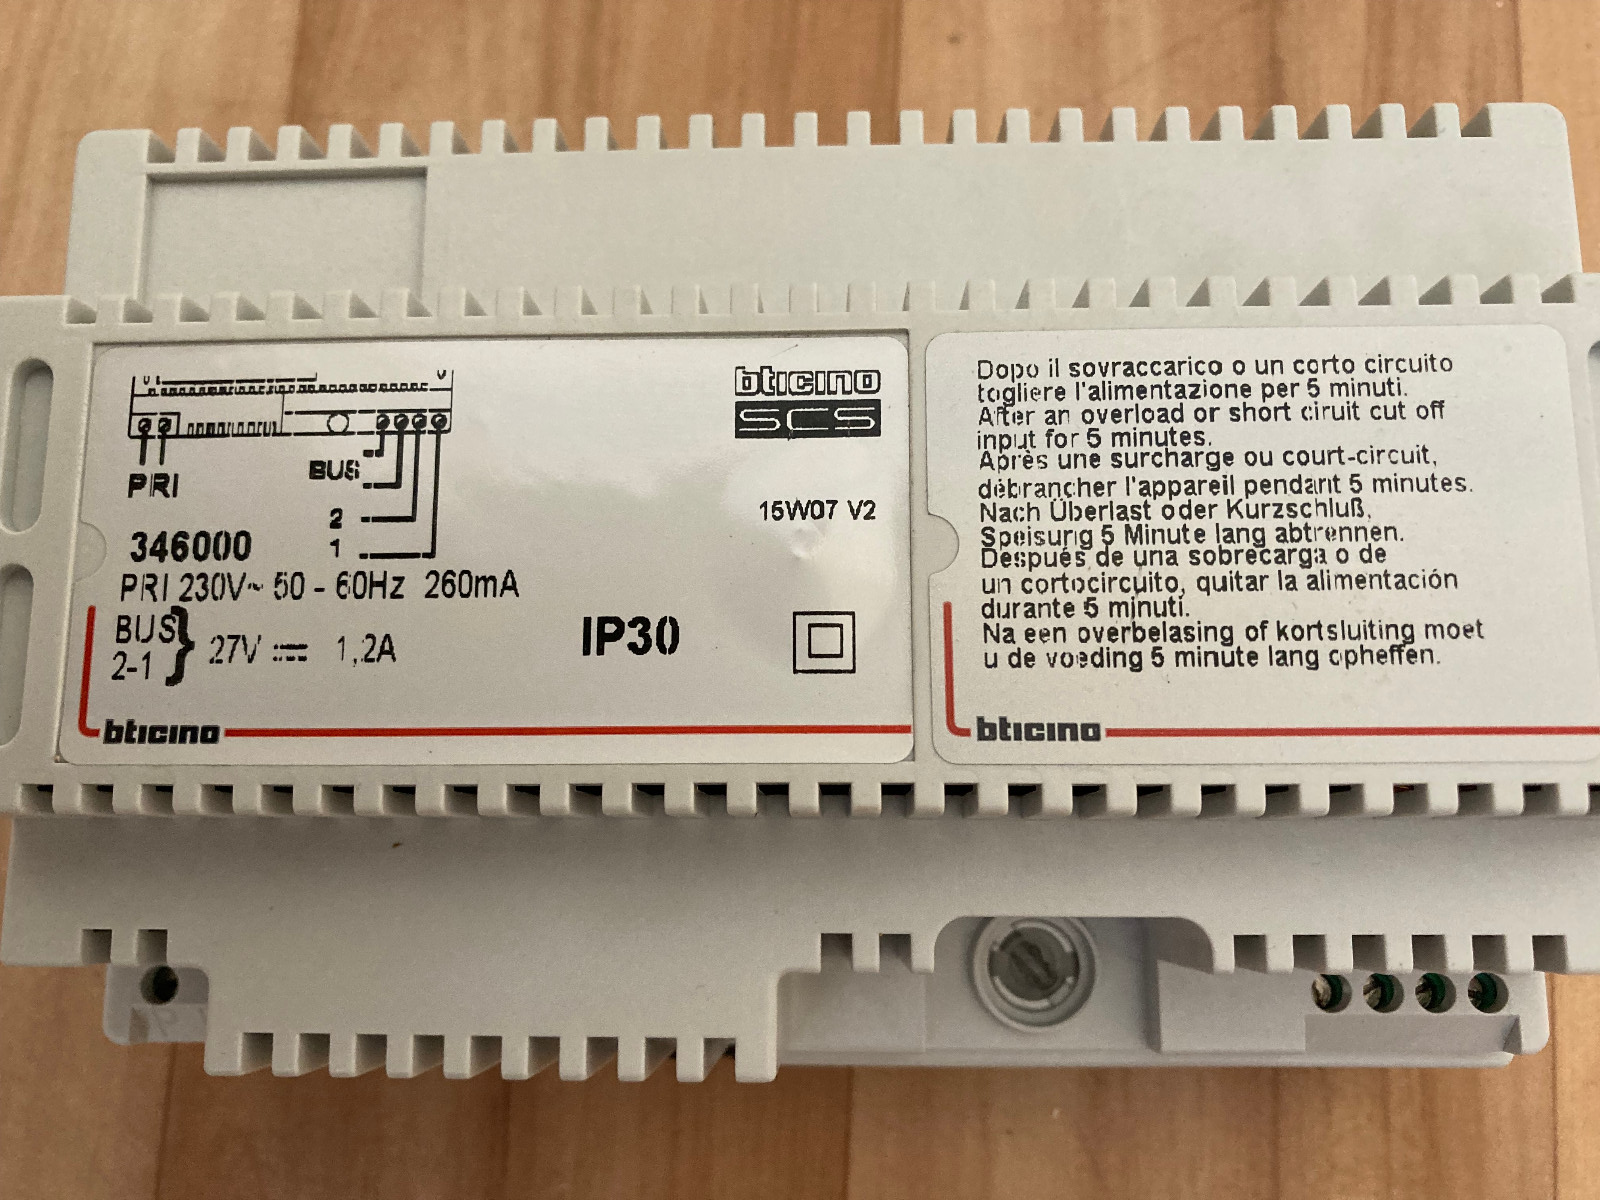 bticino
SCS
BUS
PRI
2
1
15W07 V2
346000
PRI 230V~ 50 - 60Hz 260mA
BUS
2-1
27V 1,2A
IP30
bticino
Dopo il sovraccarico o un corto circuito
togliere l'alimentazione per 5 minuti.
After an overload or short ciruit cut off
input for 5 minutes.
Après une surcharge ou court-circuit,
débrancher l'appareil pendant 5 minutes.
Nach Überlast oder Kurzschluß,
Speisung 5 Minute lang abtrennen.
Después de una sobrecarga o de
un cortocircuito, quitar la alimentación
durante 5 minuti.
Na een overbelasing of kortsluiting moet
u de voeding 5 minute lang opheffen.
bticino